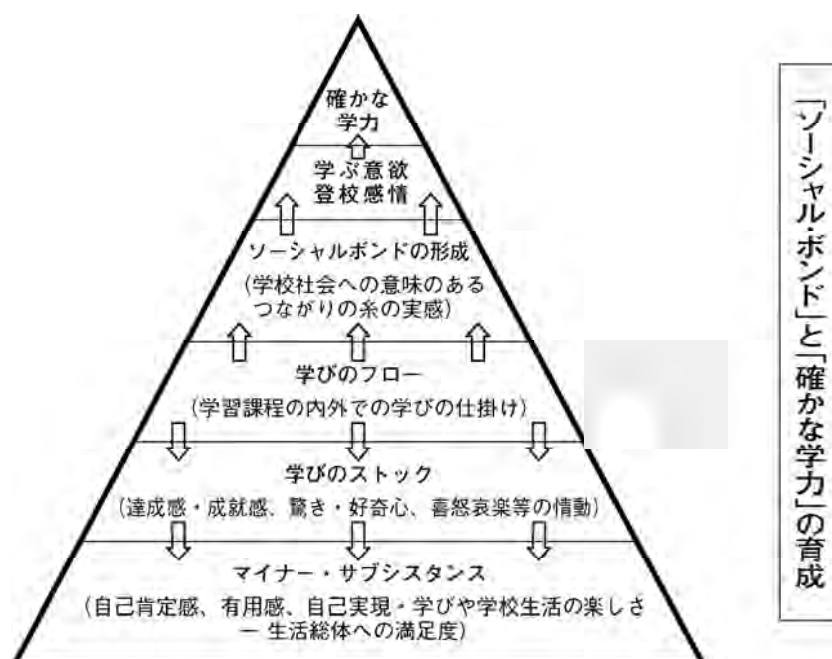 確かな
学力
学ぶ意欲
登校感情
ソーシャルボンドの形成
(学校社会への意味のある
つながりの糸の実感)
学びのフロー
(学習課程の内外での学びの仕掛け)
学びのストック
(達成感・成就感、驚き・好奇心、喜怒哀楽等の情動)
マイナー・サブシスタンス
(自己肯定感、有用感、自己実現・学びや学校生活の楽しさ
― 生活総体への満足度)
「ソーシャル・ボンド」と「確かな学力」の育成